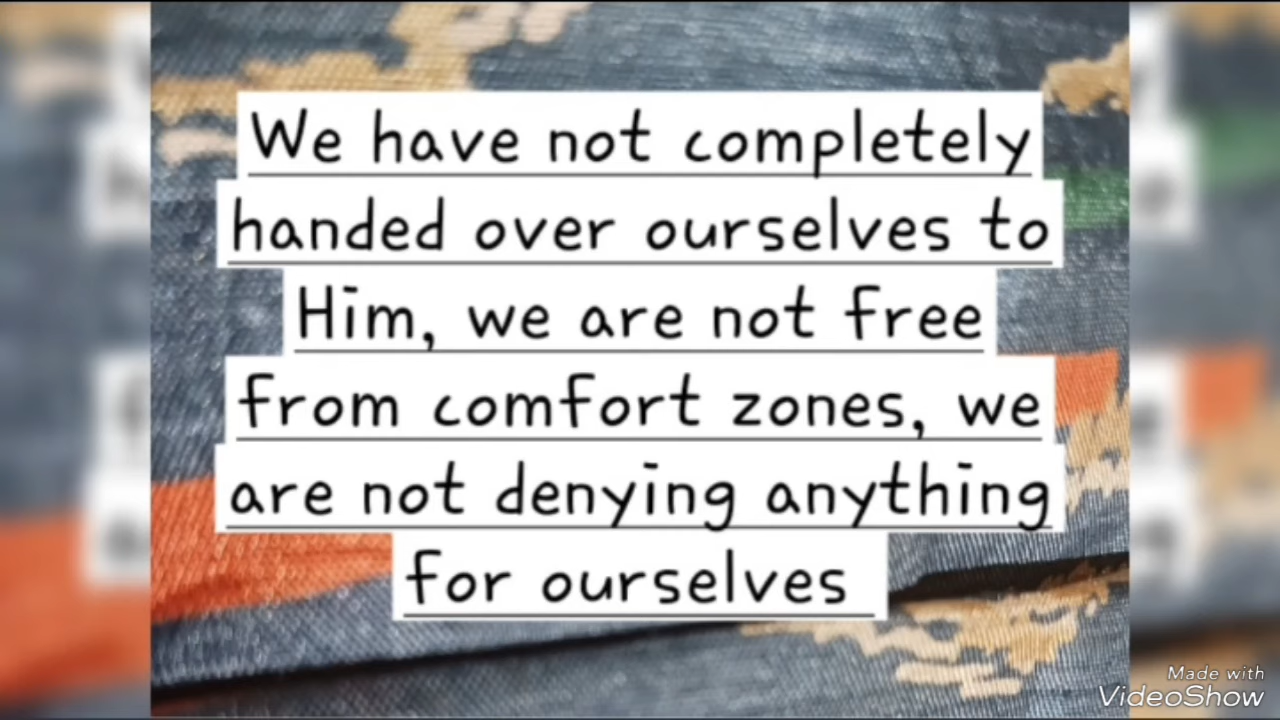 We have not completely
handed over ourselves to
Him, we are not free
from comfort zones, we
are not denying anything
for ourselves
Made with
VideoShow